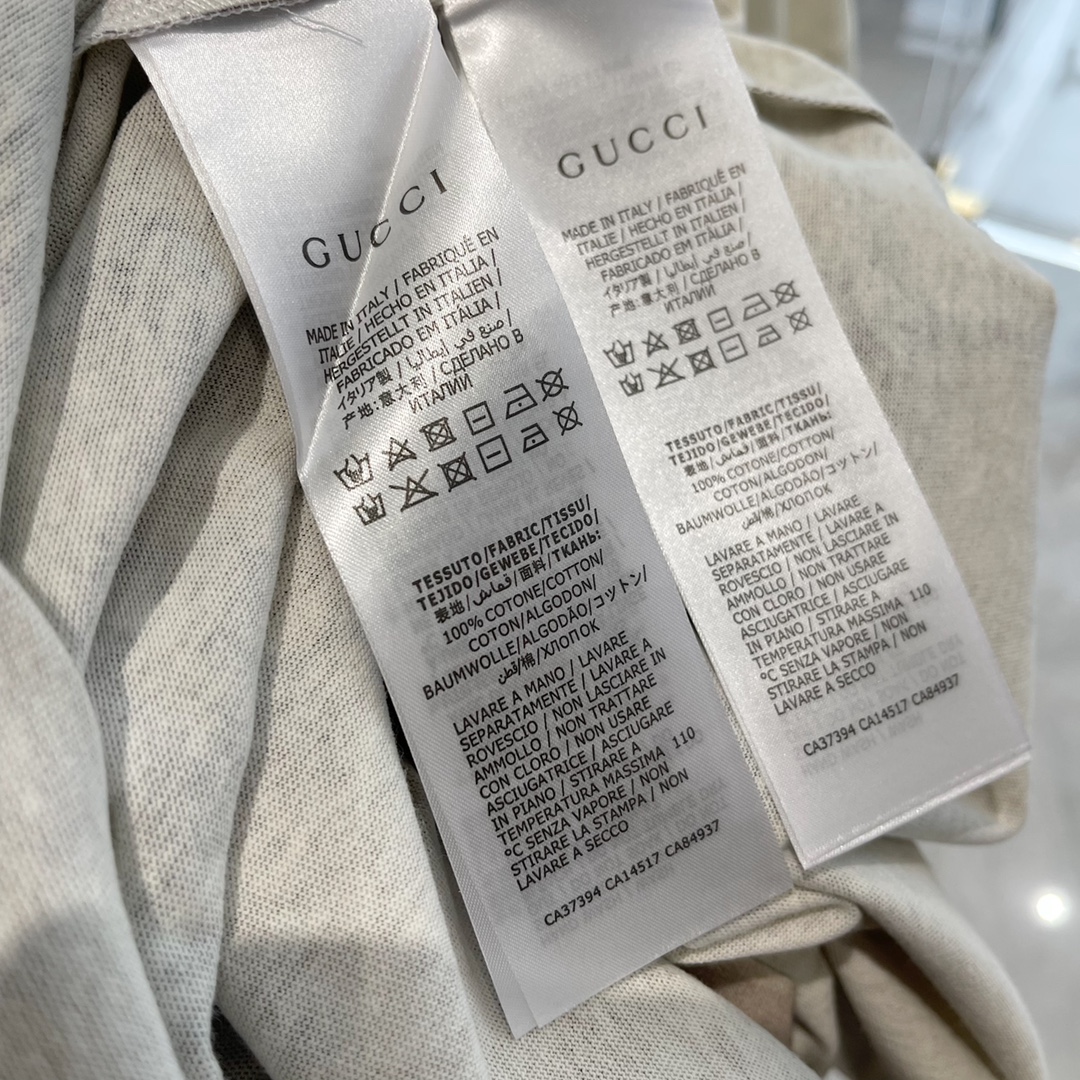 GUCCI
MADE IN ITALY / FABRIQUÉ EN
ITALIE / HECHO EN ITALIA /
HERGESTELLT IN ITALIEN /
FABRICADO EM ITÁLIA /
イタリア製 / صنع في إيطاليا /
产地:意大利 / СДЕЛАНО В
ИТАЛИИ
TESSUTO/FABRIC/TISSU/
TEJIDO/GEWEBE/TECIDO/
表地/قماش/面料/ТКАНЬ:
100% COTONE/COTTON/
COTON/ALGODON/
BAUMWOLLE/ALGODÃO/コットン/
قطن/棉/ХЛОПОК
LAVARE A MANO / LAVARE
SEPARATAMENTE / LAVARE A
ROVESCIO / NON LASCIARE IN
AMMOLLO / NON TRATTARE
CON CLORO / NON USARE
ASCIUGATRICE / ASCIUGARE
IN PIANO / STIRARE A
TEMPERATURA MASSIMA 110
°C SENZA VAPORE / NON
STIRARE LA STAMPA / NON
LAVARE A SECCO
CA37394 CA14517 CA84937
GUCCI
MADE IN ITALY / FABRIQUÉ EN
ITALIE / HECHO EN ITALIA /
HERGESTELLT IN ITALIEN /
FABRICADO EM ITÀLIA /
イタリア製 / صنع في إيطاليا /
产地:意大利 / СДЕЛАНО В
ИТАЛИИ
TESSUTO/FABRIC/TISSU/
TEJIDO/GEWEBE/TECIDO/
表地/قماش/面料/ТКАНЬ:
100% COTONE/COTTON/
COTON/ALGODON/
BAUMWOLLE/ALGODÃO/コットン/
قطن/棉/ХЛОПОК
LAVARE A MANO / LAVARE
SEPARATAMENTE / LAVARE A
ROVESCIO / NON LASCIARE IN
AMMOLLO / NON TRATTARE
CON CLORO / NON USARE
ASCIUGATRICE / ASCIUGARE
IN PIANO / STIRARE A
TEMPERATURA MASSIMA 110
°C SENZA VAPORE / NON
STIRARE LA STAMPA / NON
LAVARE A SECCO
CA37394 CA14517 CA84937